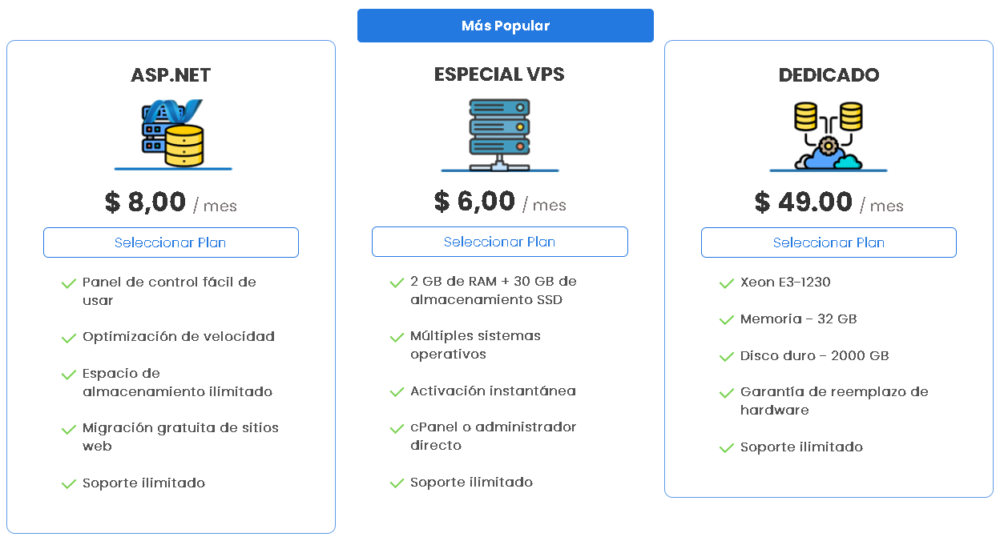 Más Popular
ASP.NET
$ 8,00 / mes
Seleccionar Plan
Panel de control fácil de
usar
Optimización de velocidad
Espacio de
almacenamiento ilimitado
Migración gratuita de sitios
web
Soporte ilimitado
ESPECIAL VPS
$ 6,00 / mes
Seleccionar Plan
2 GB de RAM + 30 GB de
almacenamiento SSD
Múltiples sistemas
operativos
Activación instantánea
cPanel o administrador
directo
Soporte ilimitado
DEDICADO
$ 49.00 / mes
Seleccionar Plan
Xeon E3-1230
Memoria - 32 GB
Disco duro - 2000 GB
Garantía de reemplazo de
hardware
Soporte ilimitado